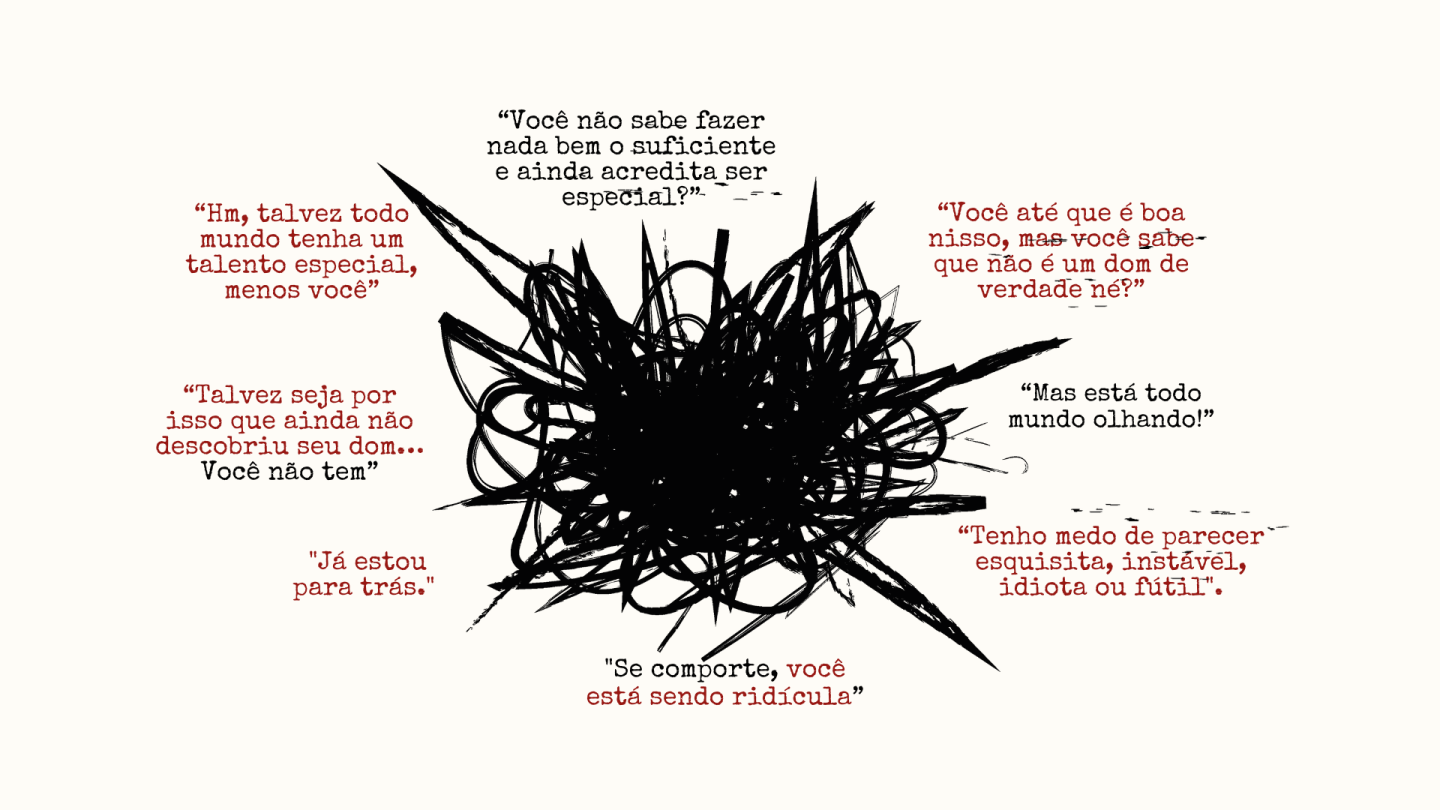 “Você não sabe fazer
nada bem o suficiente
e ainda acredita ser
especial?”
“Hm, talvez todo
mundo tenha um
talento especial,
menos você”
“Você até que é boa
nisso, mas você sabe
que não é um dom de
verdade né?”
“Talvez seja por
isso que ainda não
descobriu seu dom...
Você não tem”
“Mas está todo
mundo olhando!”
"Já estou
para trás."
“Tenho medo de parecer
esquisita, instável,
idiota ou fútil".
"Se comporte, você
está sendo ridícula”